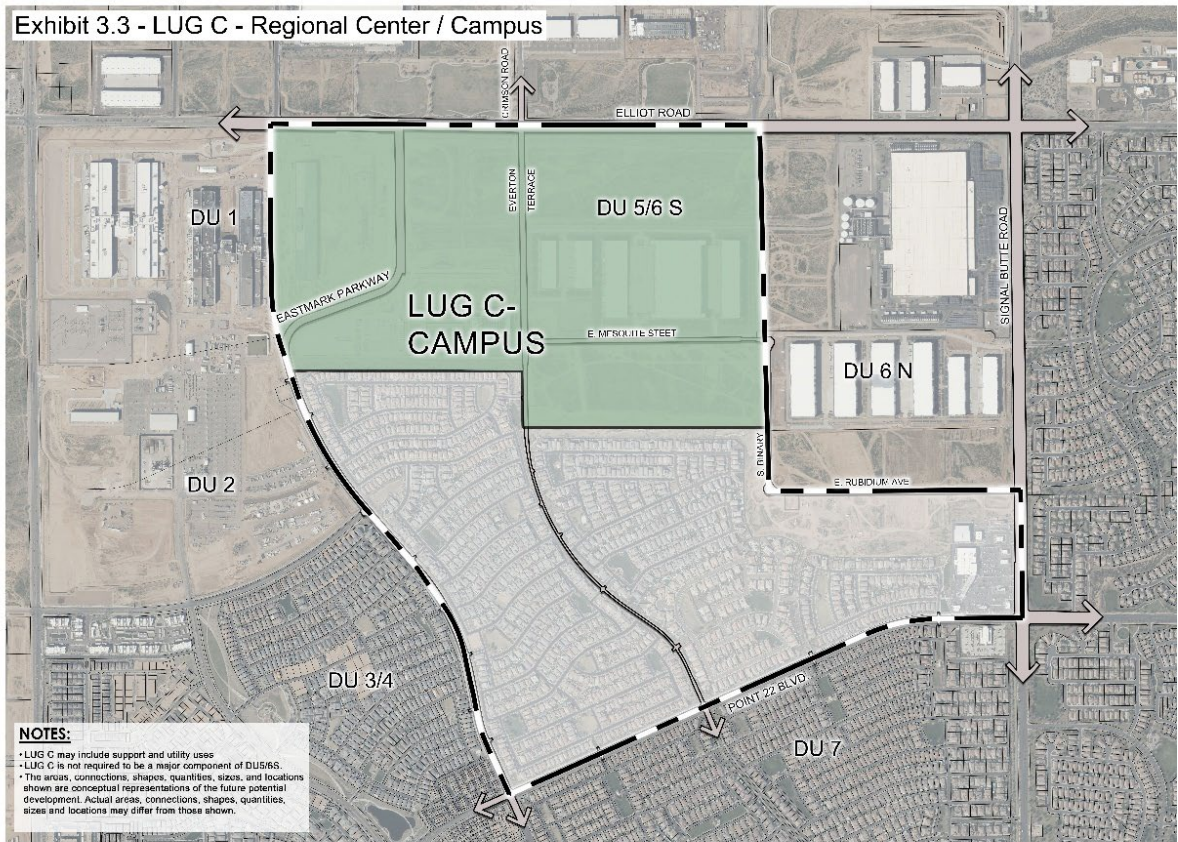 Exhibit 3.3 - LUG C - Regional Center / Campus
CRIMSON ROAD
ELLIOT ROAD
EVERTON
TERRACE
DU 1
DU 5/6 S
SIGNAL BUTTE ROAD
EASTMARK PARKWAY
LUG C-
CAMPUS
E. MESQUITE STEET
DU 6 N
S. BINARY
E. RUBIDIUM AVE
DU 2
DU 3/4
POINT 22 BLVD.
DU 7
NOTES:
• LUG C may include support and utility uses
• LUG C is not required to be a major component of DU5/6S.
• The areas, connections, shapes, quantities, sizes, and locations
shown are conceptual representations of the future potential
development. Actual areas, connections, shapes, quantities,
sizes and locations may differ from those shown.